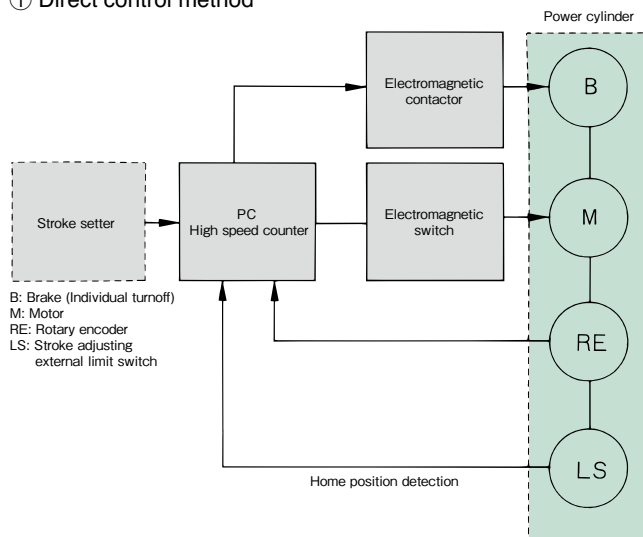 ① Direct control method
Power cylinder
Electromagnetic
contactor
B
Stroke setter
PC
High speed counter
Electromagnetic
switch
M
B: Brake (Individual turnoff)
M: Motor
RE: Rotary encoder
LS: Stroke adjusting
external limit switch
RE
LS
Home position detection